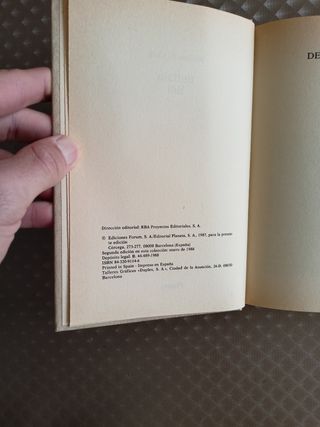 DE
Dirección editorial: RBA Proyectos Editoriales, S. A.
© Ediciones Forum, S. A./Editorial Planeta, S. A., 1987, para la presen-
te edición
Córcega, 273-277, 08008 Barcelona (España)
Segunda edición en esta colección: enero de 1988
Depósito legal: B. 44.489-1988
ISBN 84-320-9114-6
Printed in Spain - Impreso en España
Talleres Gráficos «Duplex, S. A.», Ciudad de la Asunción, 26-D. 08030
Barcelona